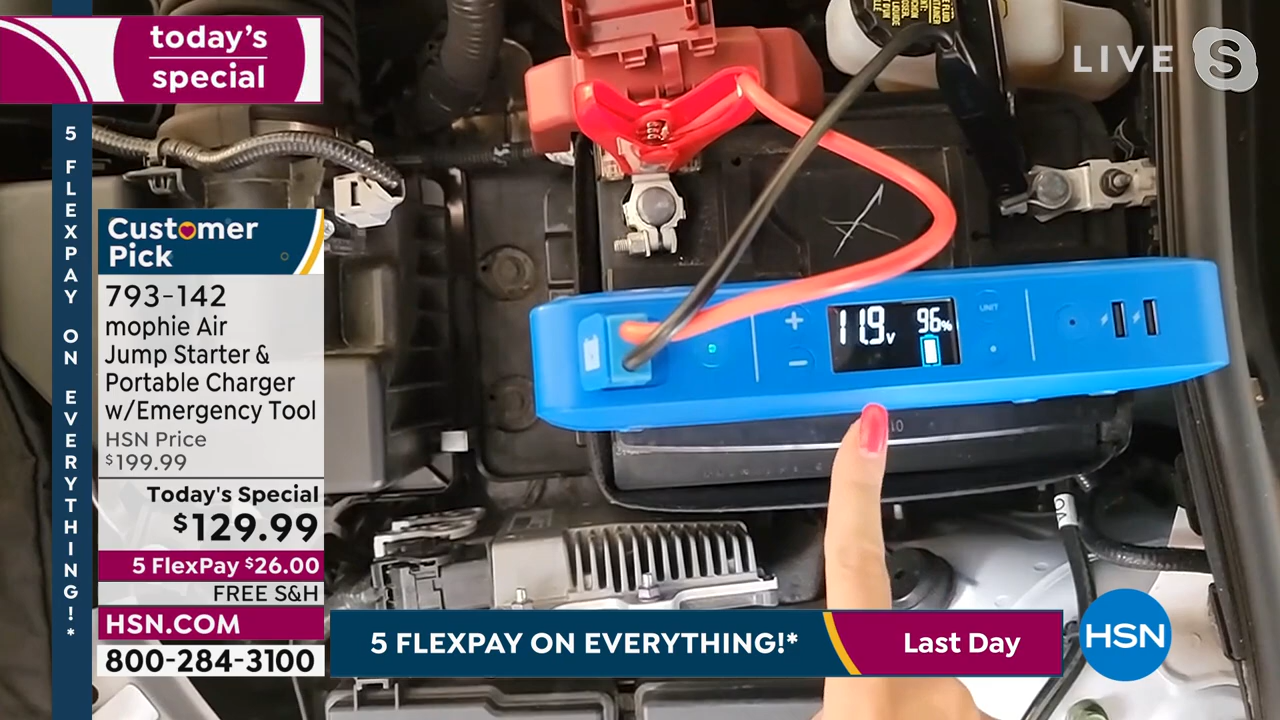 today's
special
5 FLEXPAY ON EVERYTHING!*
Customer
Pick
793-142
mophie Air
Jump Starter &
Portable Charger
w/Emergency Tool
HSN Price
$199.99
Today's Special
$129.99
5 FlexPay $26.00
FREE S&H
HSN.COM
800-284-3100
LIVE S
+
11.9v 96%
UNIT
5 FLEXPAY ON EVERYTHING!* Last Day
HSN